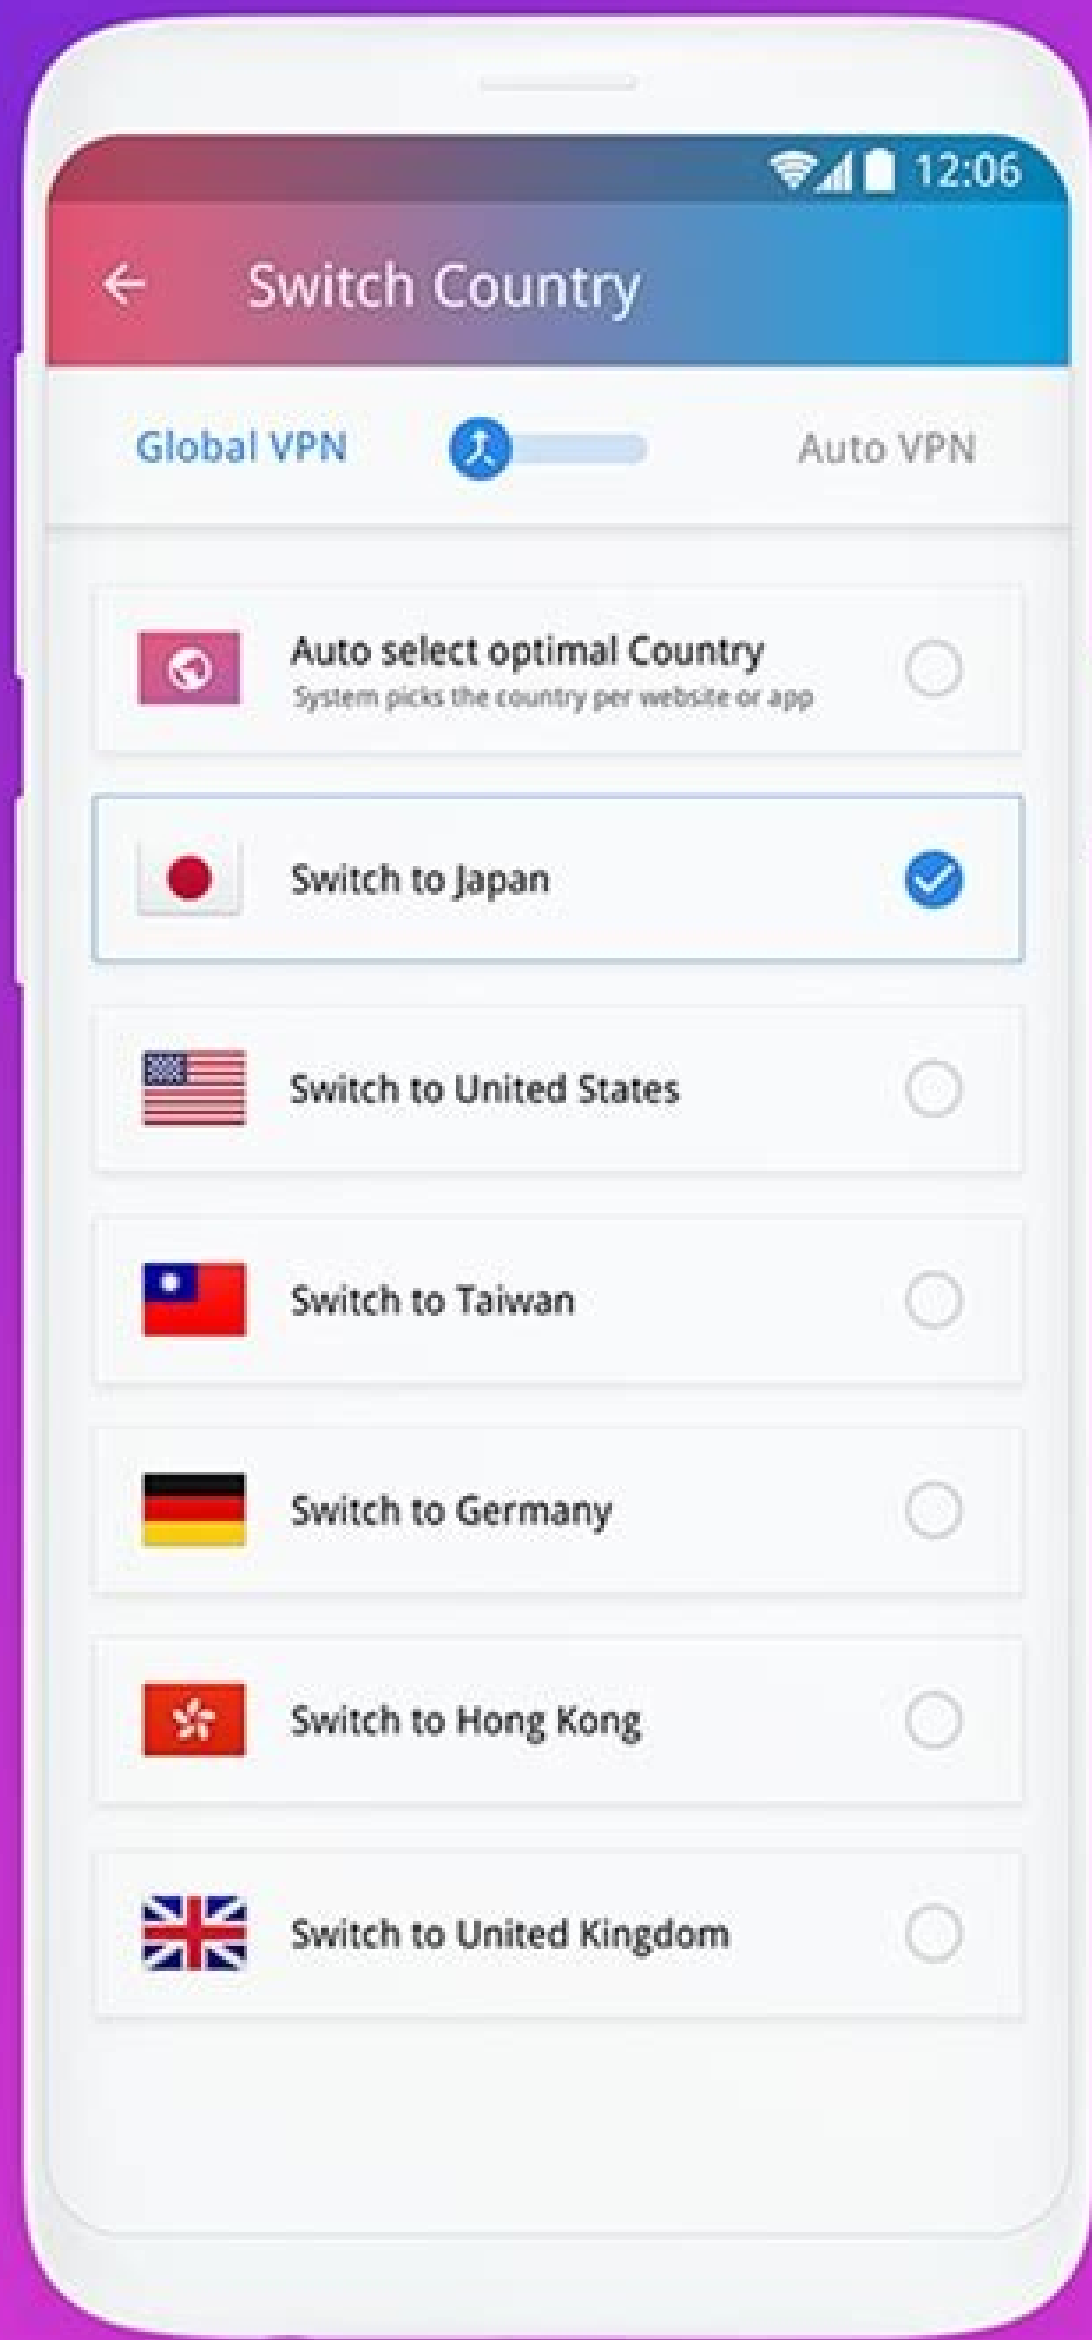 12:06
Switch Country
Global VPN
Auto VPN
Auto select optimal Country
System picks the country per website or app
Switch to Japan
Switch to United States
Switch to Taiwan
Switch to Germany
Switch to Hong Kong
Switch to United Kingdom